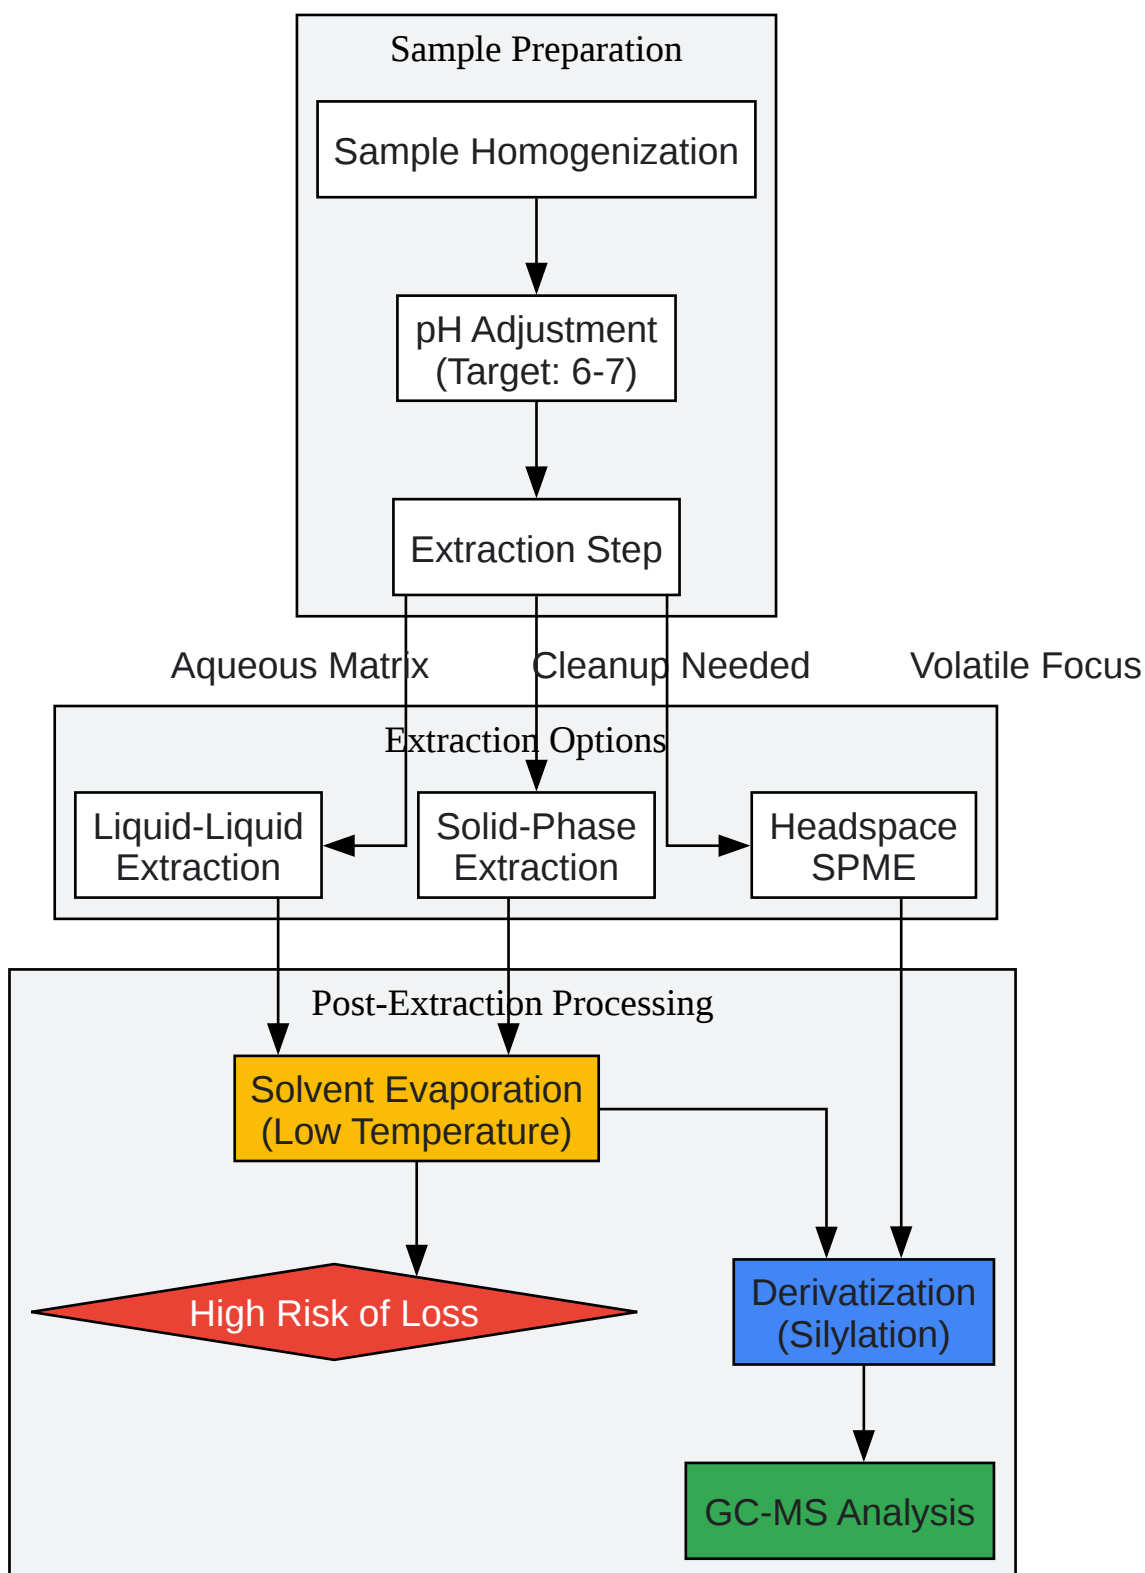 Sample Preparation
Sample Homogenization
pH Adjustment
(Target: 6-7)
Extraction Step
Aqueous Matrix
Cleanup Needed
Volatile Focus
Extraction Options
Liquid-Liquid
Extraction
Solid-Phase
Extraction
Headspace
SPME
Post-Extraction Processing
Solvent Evaporation
(Low Temperature)
High Risk of Loss
Derivatization
(Silylation)
GC-MS Analysis